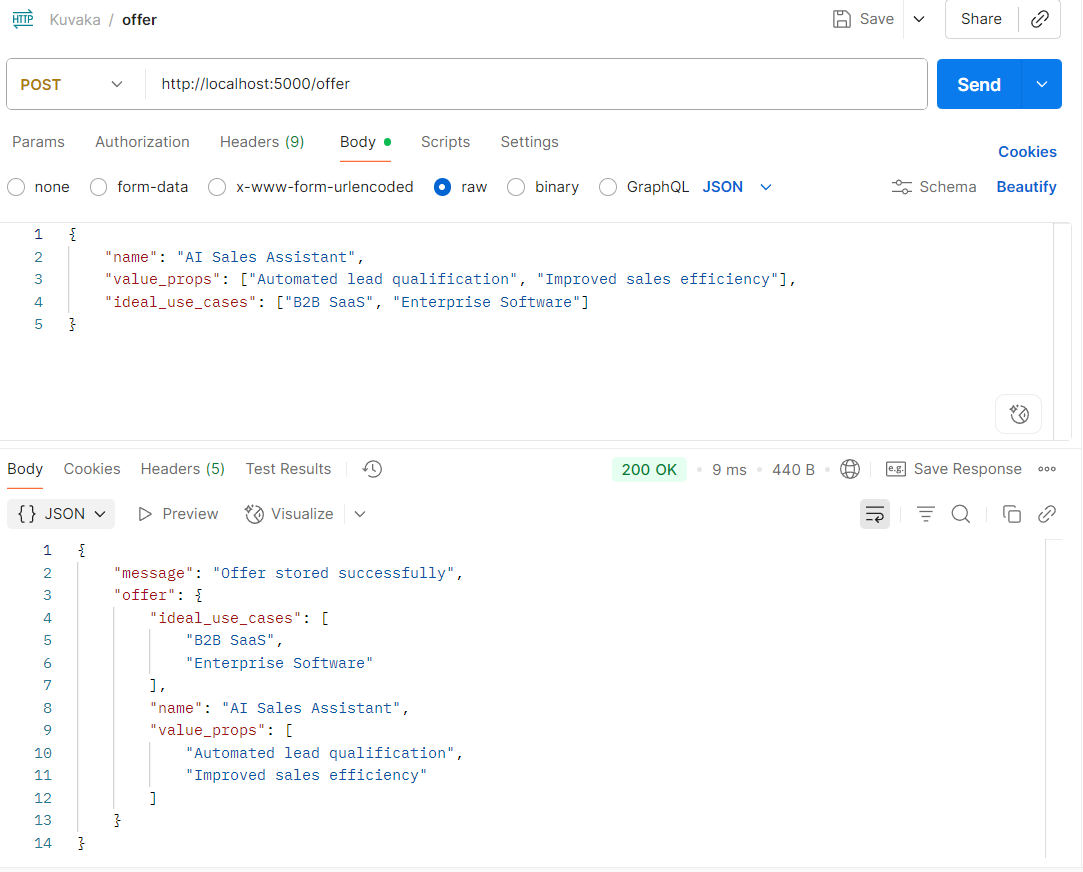 HTTP Kuvaka / offer Save Share
POST http://localhost:5000/offer Send
Params Authorization Headers (9) Body Scripts Settings Cookies
none form-data x-www-form-urlencoded raw binary GraphQL JSON Schema Beautify
1 {
2 "name": "AI Sales Assistant",
3 "value_props": ["Automated lead qualification", "Improved sales efficiency"],
4 "ideal_use_cases": ["B2B SaaS", "Enterprise Software"]
5 }
Body Cookies Headers (5) Test Results 200 OK • 9 ms • 440 B • e.g. Save Response
{} JSON Preview Visualize
1 {
2 "message": "Offer stored successfully",
3 "offer": {
4 "ideal_use_cases": [
5 "B2B SaaS",
6 "Enterprise Software"
7 ],
8 "name": "AI Sales Assistant",
9 "value_props": [
10 "Automated lead qualification",
11 "Improved sales efficiency"
12 ]
13 }
14 }